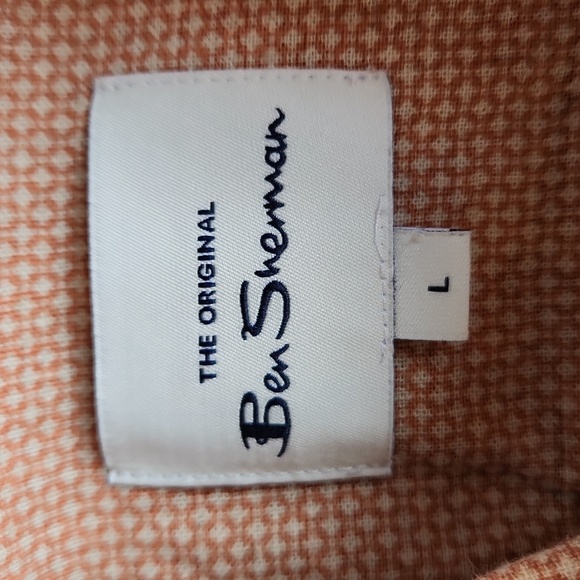 THE ORIGINAL
Ben Sherman
L